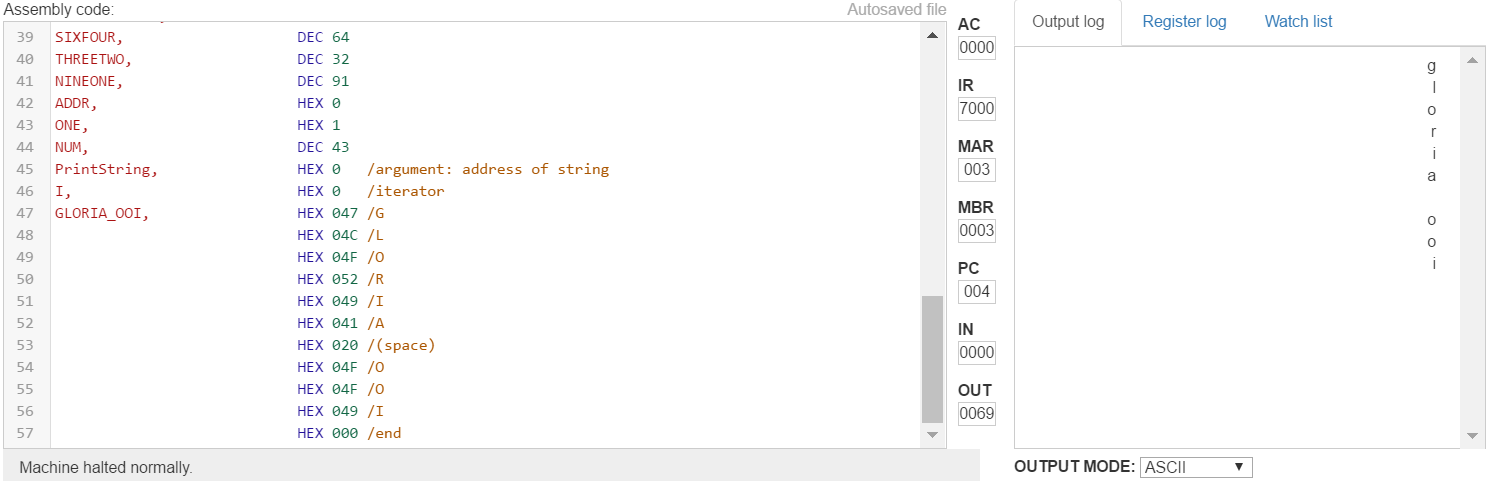 Assembly code:
Autosaved file
39 SIXFOUR, DEC 64
40 THREETWO, DEC 32
41 NINEONE, DEC 91
42 ADDR, HEX 0
43 ONE, HEX 1
44 NUM, DEC 43
45 PrintString, HEX 0 /argument: address of string
46 I, HEX 0 /iterator
47 GLORIA_OOI, HEX 047 /G
48 HEX 04C /L
49 HEX 04F /O
50 HEX 052 /R
51 HEX 049 /I
52 HEX 041 /A
53 HEX 020 /(space)
54 HEX 04F /O
55 HEX 04F /O
56 HEX 049 /I
57 HEX 000 /end
Machine halted normally.
AC
0000
IR
7000
MAR
003
MBR
0003
PC
004
IN
0000
OUT
0069
Output log Register log Watch list
g
l
o
r
i
a
o
o
i
OUTPUT MODE: ASCII